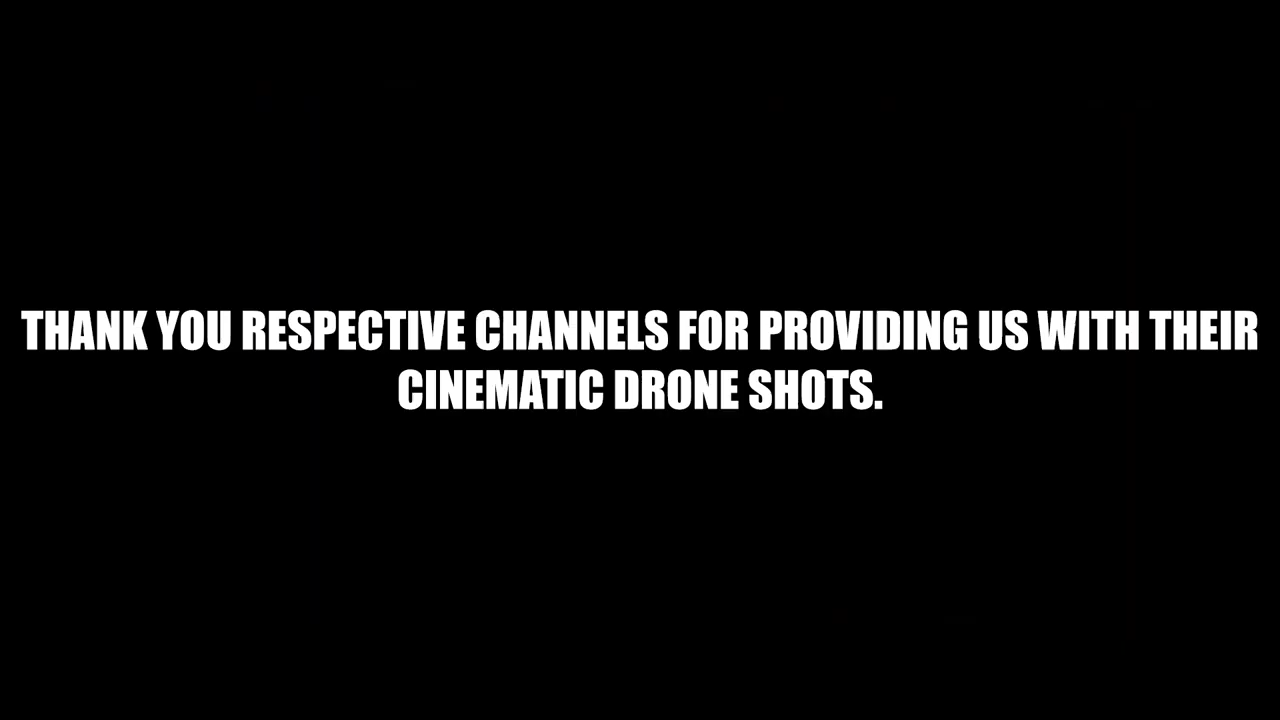 THANK YOU RESPECTIVE CHANNELS FOR PROVIDING US WITH THEIR
CINEMATIC DRONE SHOTS.